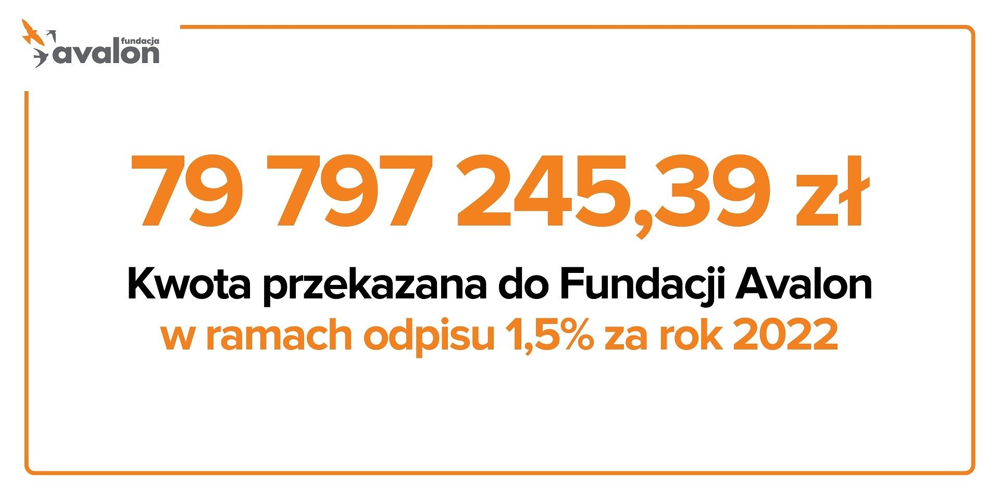 fundacja
avalon
79 797 245,39 zł
Kwota przekazana do Fundacji Avalon
w ramach odpisu 1,5% za rok 2022